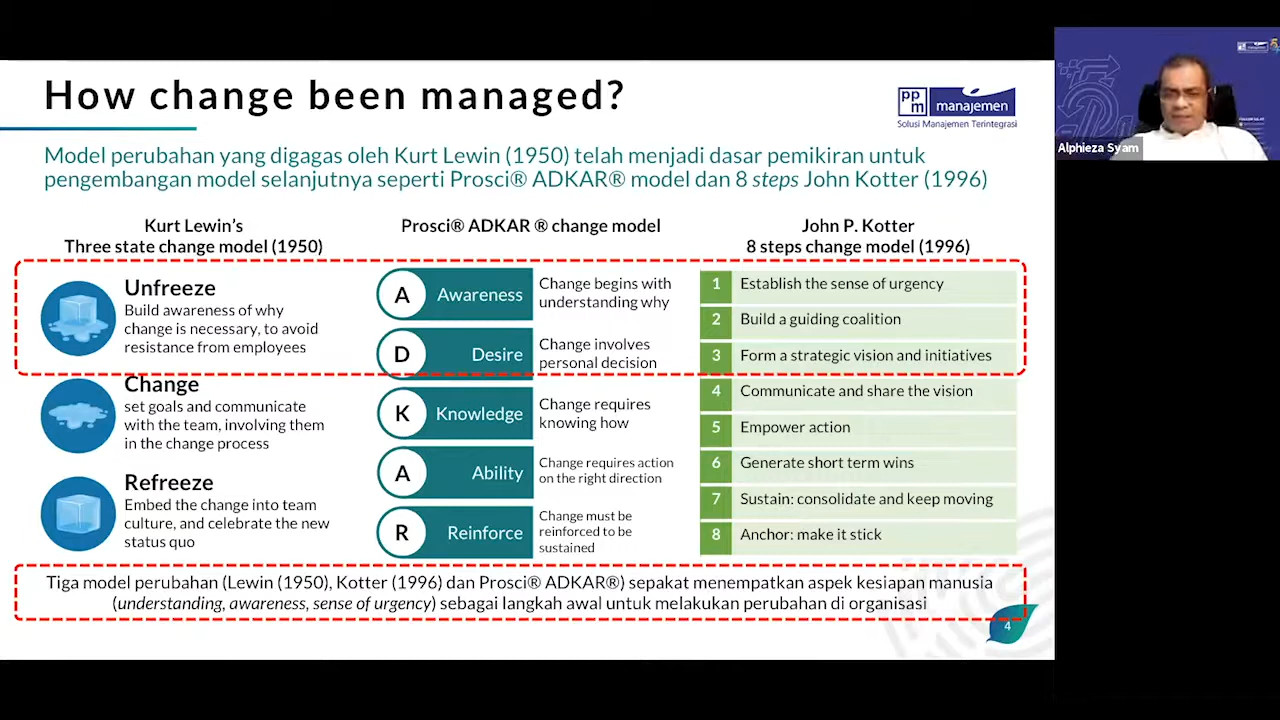 How change been managed?
ppm manajemen
Solusi Manajemen Terintegrasi
Model perubahan yang digagas oleh Kurt Lewin (1950) telah menjadi dasar pemikiran untuk
pengembangan model selanjutnya seperti Prosci® ADKAR® model dan 8 steps John Kotter (1996)
Kurt Lewin's
Three state change model (1950)
Unfreeze
Build awareness of why
change is necessary, to avoid
resistance from employees
Change
set goals and communicate
with the team, involving them
in the change process
Refreeze
Embed the change into team
culture, and celebrate the new
status quo
Prosci® ADKAR ® change model
A Awareness
Change begins with
understanding why
D Desire
Change involves
personal decision
K Knowledge
Change requires
knowing how
A Ability
Change requires action
on the right direction
R Reinforce
Change must be
reinforced to be
sustained
John P. Kotter
8 steps change model (1996)
1 Establish the sense of urgency
2 Build a guiding coalition
3 Form a strategic vision and initiatives
4 Communicate and share the vision
5 Empower action
6 Generate short term wins
7 Sustain: consolidate and keep moving
8 Anchor: make it stick
Tiga model perubahan (Lewin (1950), Kotter (1996) dan Prosci® ADKAR®) sepakat menempatkan aspek kesiapan manusia
(understanding, awareness, sense of urgency) sebagai langkah awal untuk melakukan perubahan di organisasi
4
Alphieza Syam